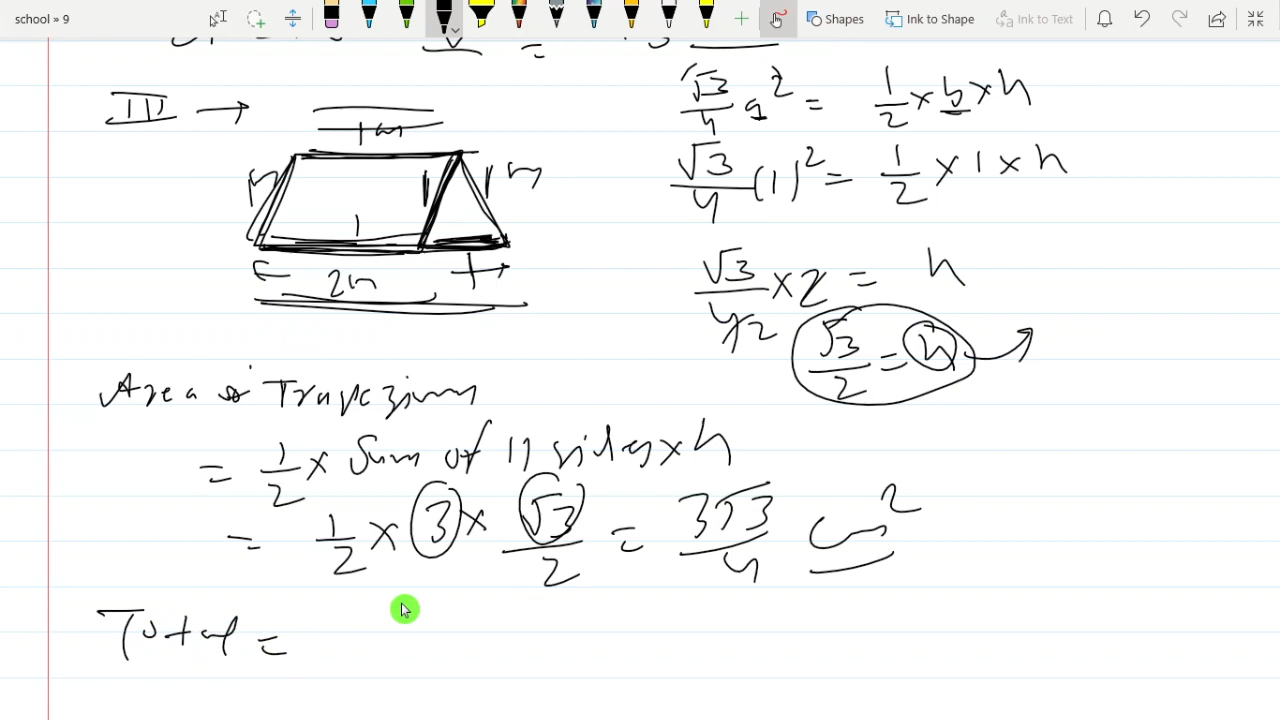 school » 9
Shapes
Ink to Shape
Ink to Text
III →
1m
1
2m
√3/4 a² = 1/2 × b × h
√3/4 (1)² = 1/2 × 1 × h
√3/4 × 2 = h
2
√3/2 = h
Area of Trapezium
= 1/2 × Sum of || sides × h
= 1/2 × 3 × √3/2 = 3√3/4 cm²
Total =